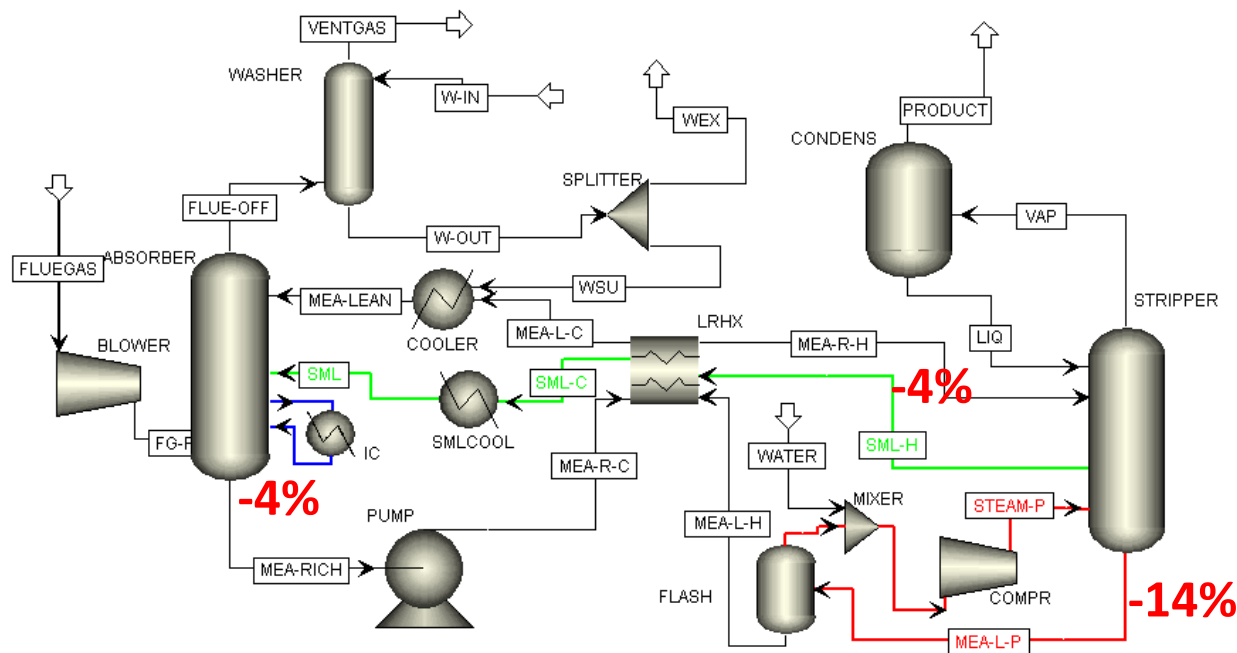 VENTGAS
WASHER
W-IN
WEX
PRODUCT
CONDENS
SPLITTER
FLUE-OFF
VAP
W-OUT
ABSORBER
FLUEGAS
MEA-LEAN
WSU
STRIPPER
LRHX
MEA-L-C
COOLER
LIQ
BLOWER
MEA-R-H
SML
SML-C
-4%
SML-H
SMLCOOL
FG-P
IC
WATER
MEA-R-C
-4%
MIXER
PUMP
MEA-L-H
STEAM-P
MEA-RICH
FLASH
COMPR
-14%
MEA-L-P